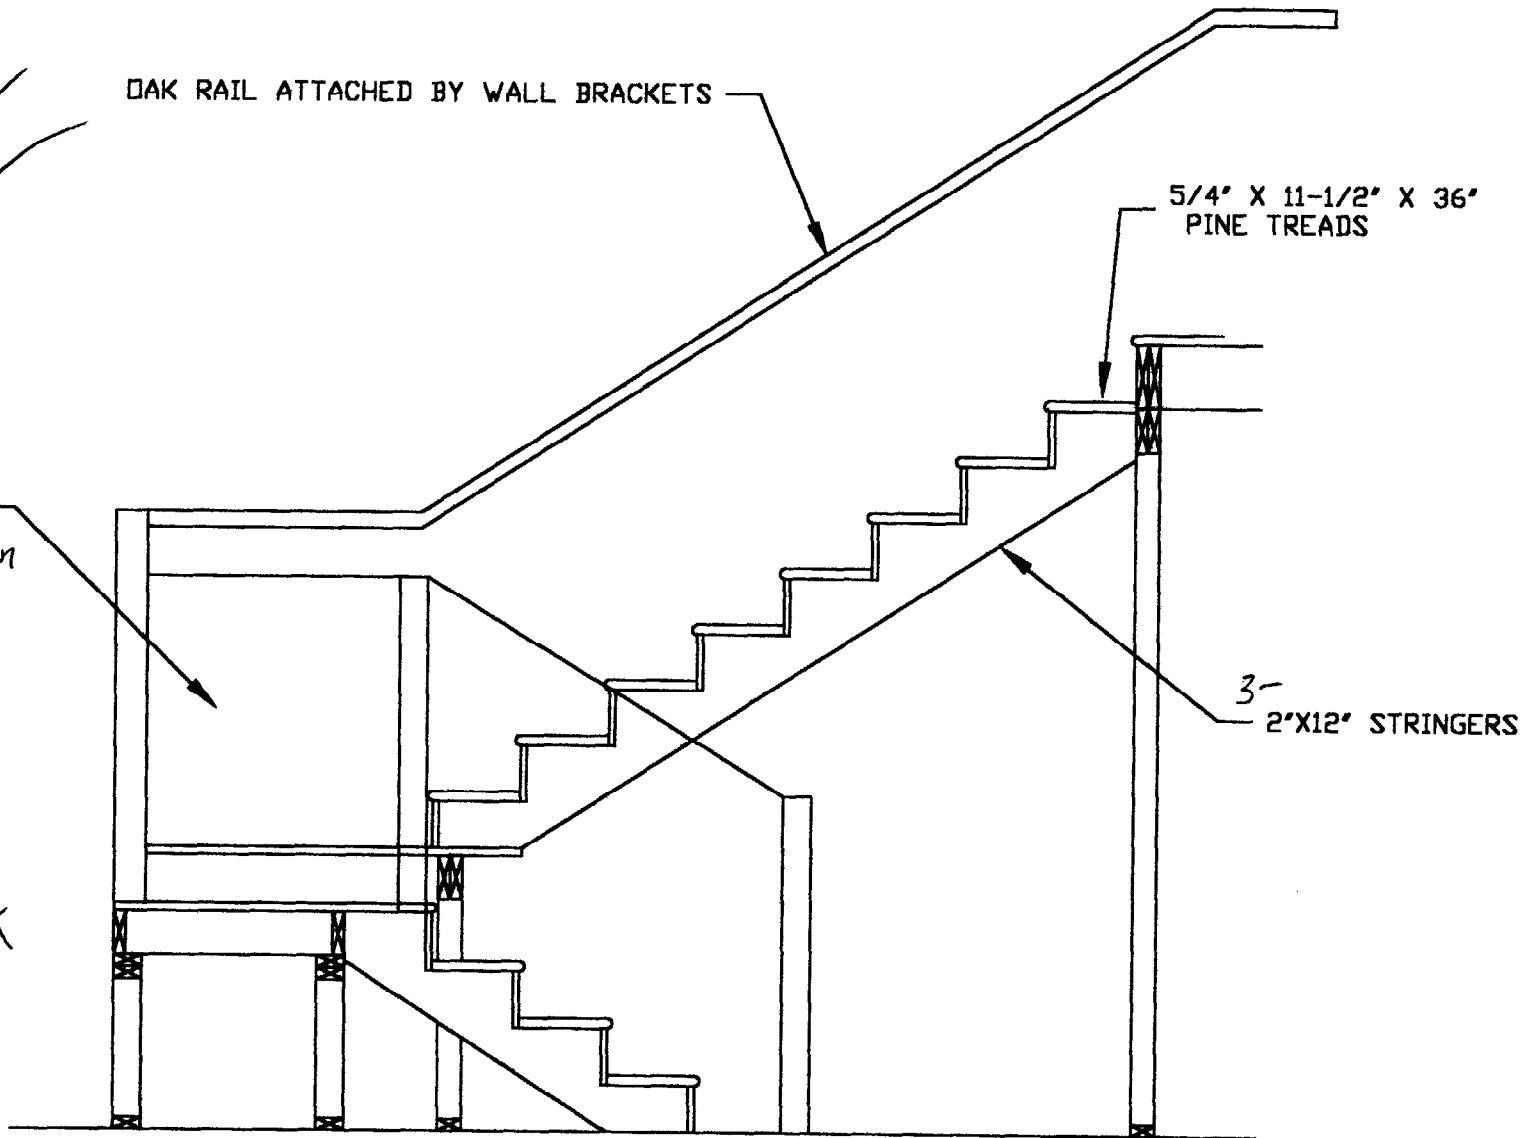 OAK RAIL ATTACHED BY WALL BRACKETS
5/4" X 11-1/2" X 36"
PINE TREADS
3-
2"X12" STRINGERS